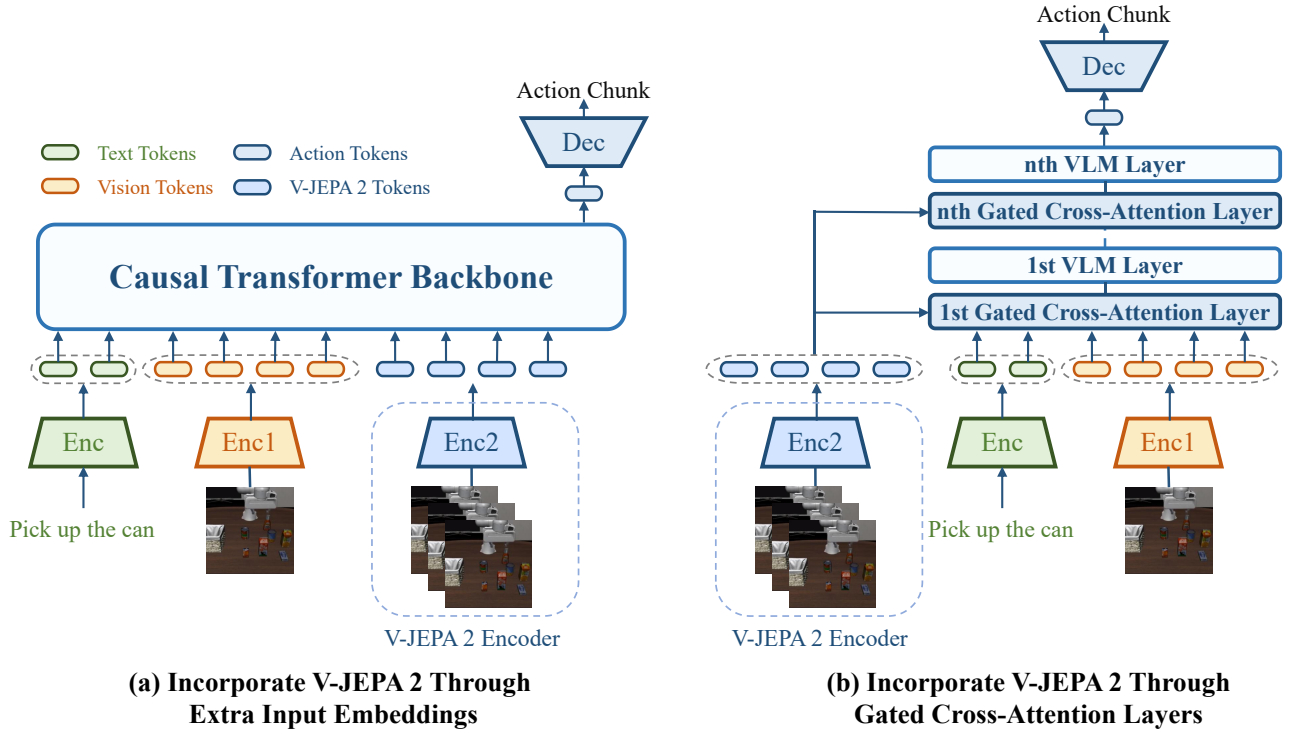 Action Chunk
Dec
Text Tokens
Action Tokens
Vision Tokens
V-JEPA 2 Tokens
Causal Transformer Backbone
Enc
Enc1
Enc2
Pick up the can
V-JEPA 2 Encoder
(a) Incorporate V-JEPA 2 Through
Extra Input Embeddings
Action Chunk
Dec
nth VLM Layer
nth Gated Cross-Attention Layer
1st VLM Layer
1st Gated Cross-Attention Layer
Enc2
Enc
Enc1
Pick up the can
V-JEPA 2 Encoder
(b) Incorporate V-JEPA 2 Through
Gated Cross-Attention Layers